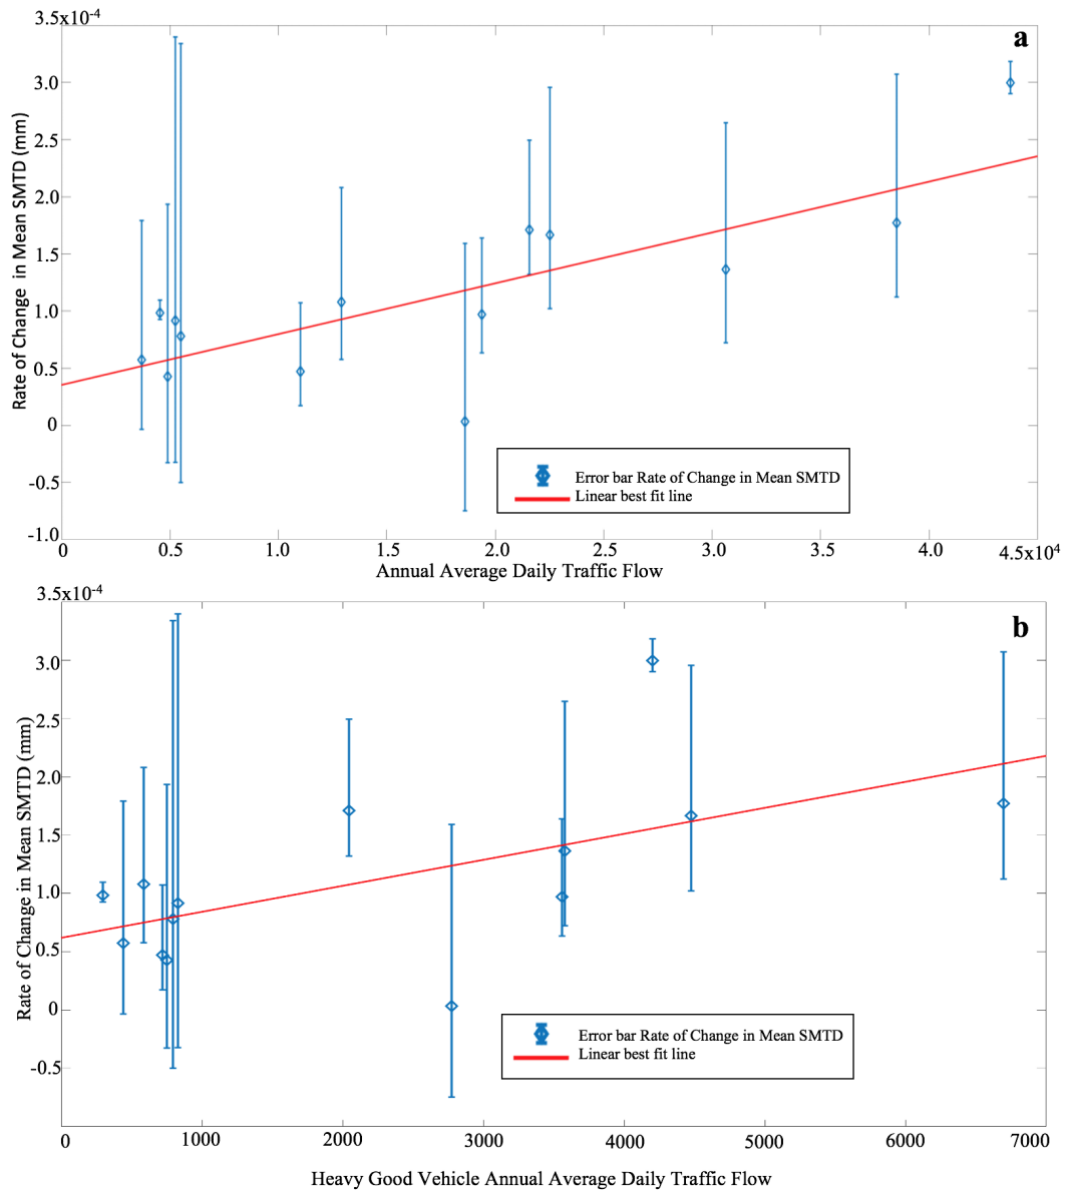 3.5x10-4
a
3.0
2.5
2.0
1.5
1.0
0.5
0
-0.5
-1.0
Rate of Change in Mean SMTD (mm)
Error bar Rate of Change in Mean SMTD
Linear best fit line
0 0.5 1.0 1.5 2.0 2.5 3.0 3.5 4.0 4.5x10⁴
Annual Average Daily Traffic Flow
3.5x10-4
b
3.0
2.5
2.0
1.5
1.0
0.5
0
-0.5
Rate of Change in Mean SMTD (mm)
Error bar Rate of Change in Mean SMTD
Linear best fit line
0 1000 2000 3000 4000 5000 6000 7000
Heavy Good Vehicle Annual Average Daily Traffic Flow